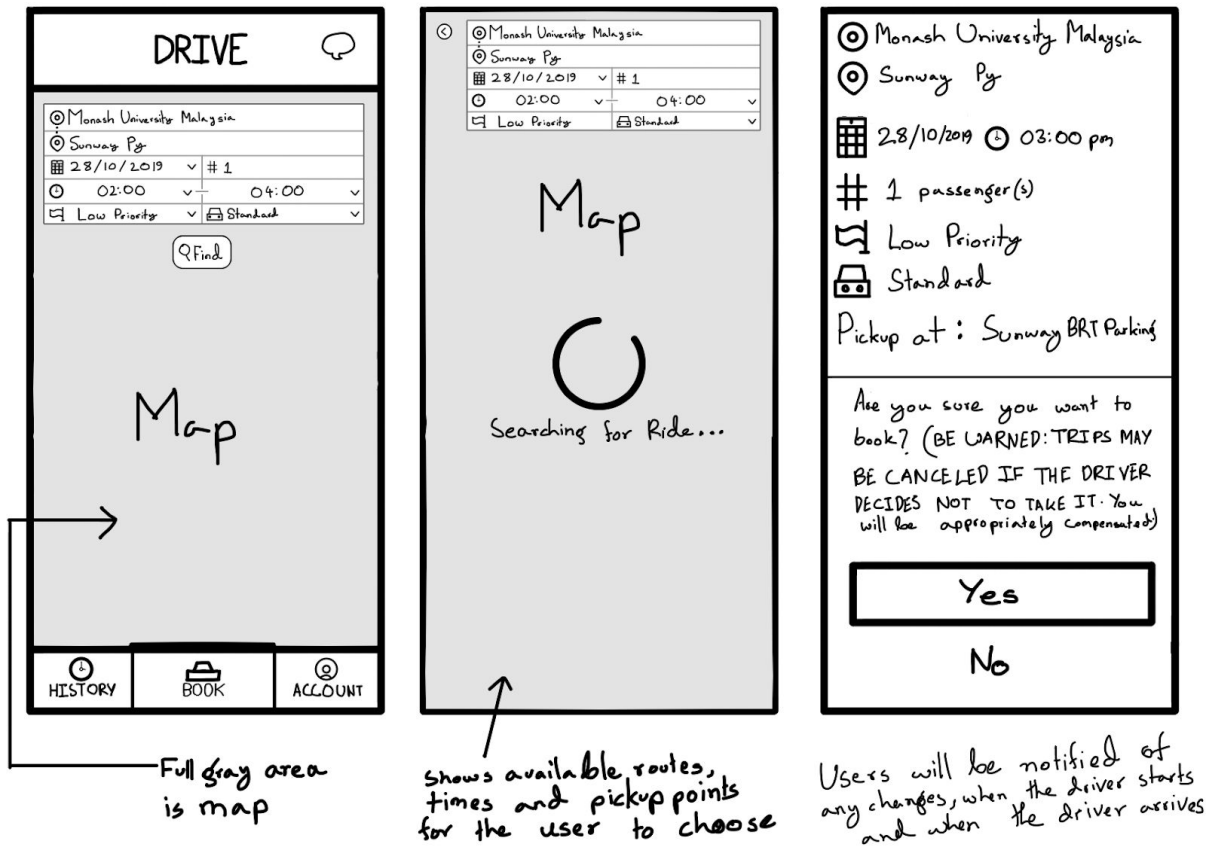 DRIVE
Monash University Malaysia
Sunway Py
28/10/2019 # 1
02:00 – 04:00
Low Priority Standard
Find
Map
HISTORY BOOK ACCOUNT
Full gray area
is map
Monash University Malaysia
Sunway Py
28/10/2019 # 1
02:00 – 04:00
Low Priority Standard
Map
Searching for Ride...
shows available routes,
times and pickup points
for the user to choose
Monash University Malaysia
Sunway Py
28/10/2019 03:00 pm
# 1 passenger(s)
Low Priority
Standard
Pickup at : Sunway BRT Parking
Are you sure you want to
book? (BE WARNED: TRIPS MAY
BE CANCELED IF THE DRIVER
DECIDES NOT TO TAKE IT. You
will be appropriately compensated)
Yes
No
Users will be notified of
any changes, when the driver starts
and when the driver arrives